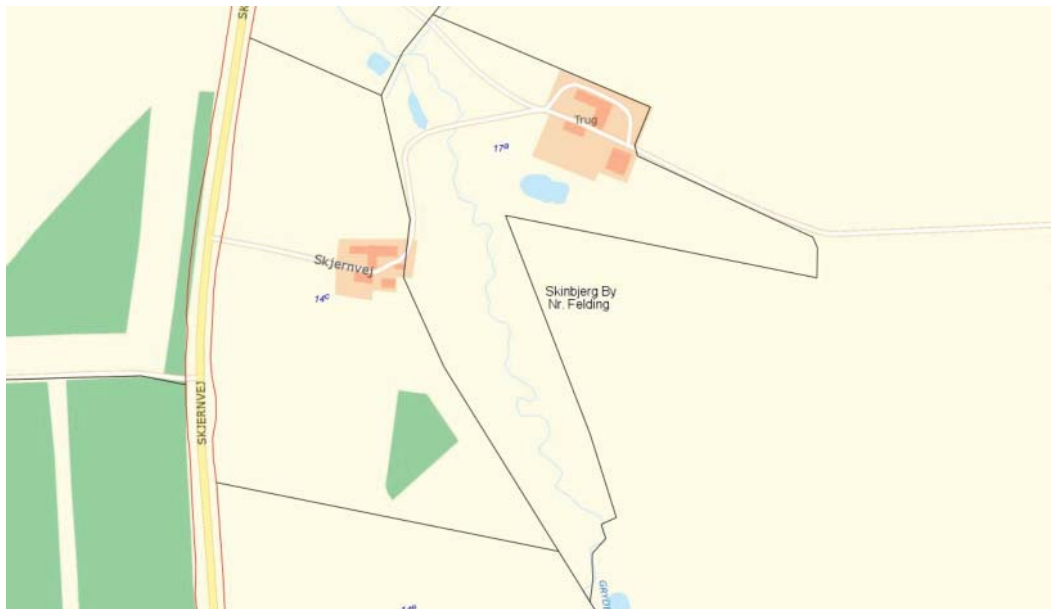 Trug
17a
Skjernvej
14c
Skinbjerg By
Nr. Felding
SKJERNVEJ